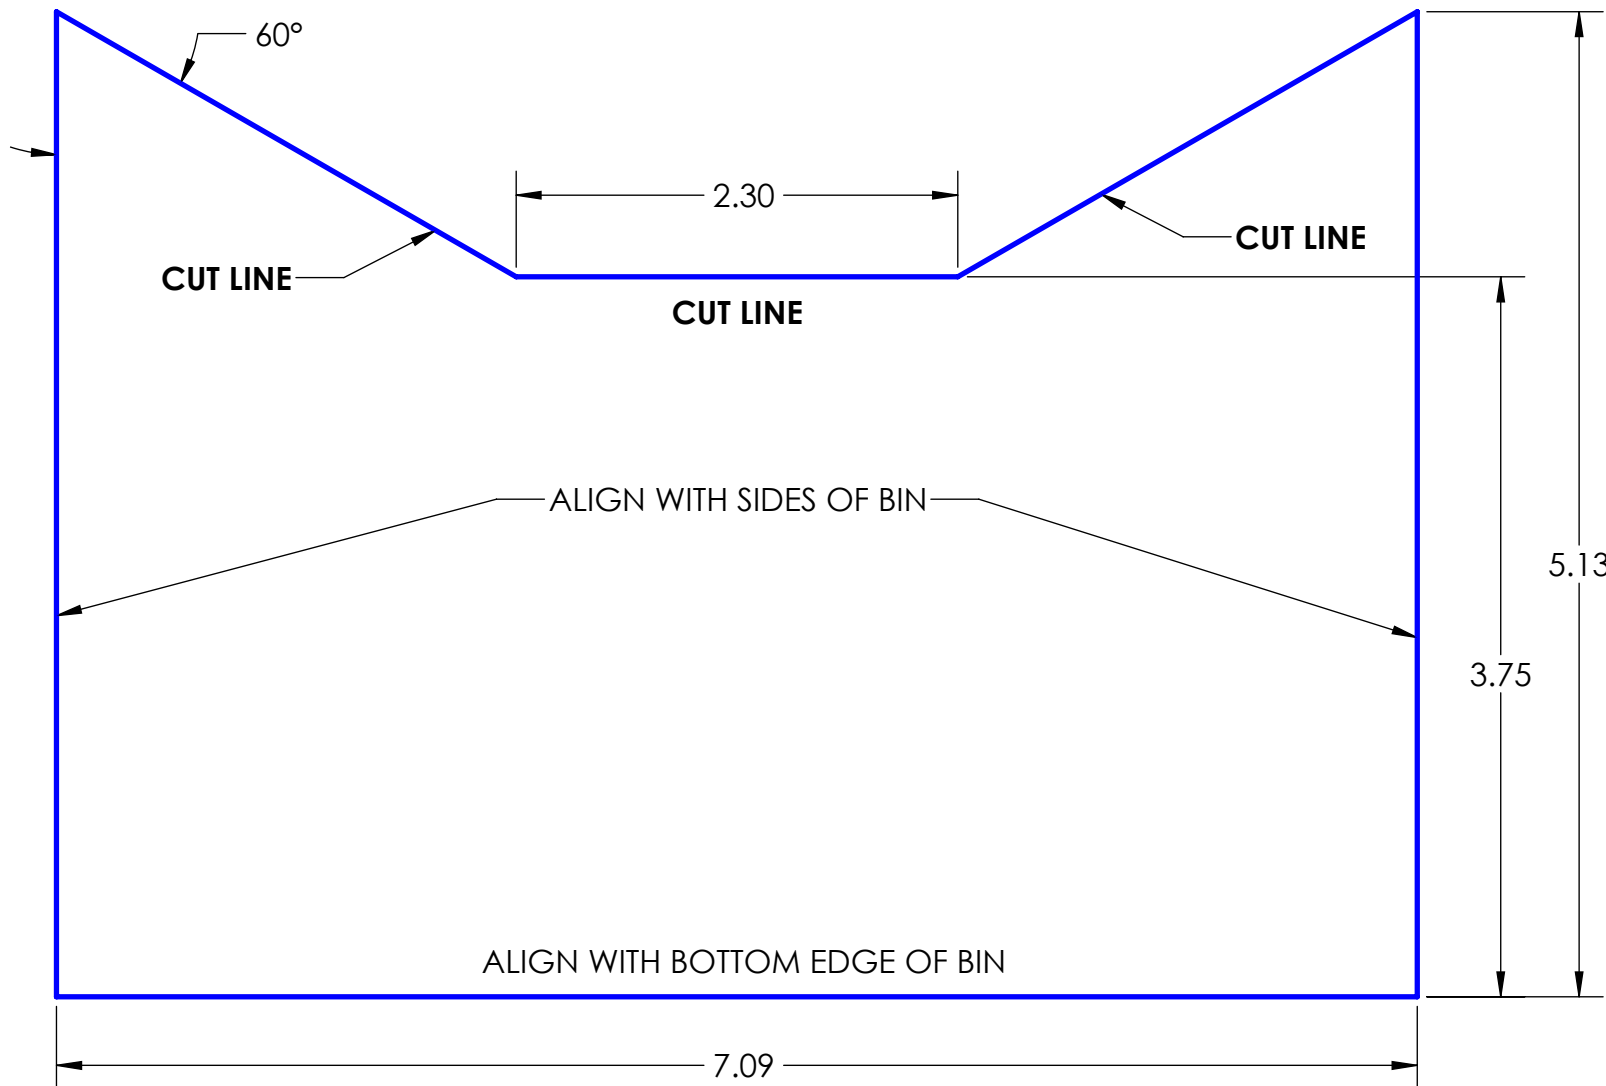 60°
2.30
CUT LINE
CUT LINE
CUT LINE
ALIGN WITH SIDES OF BIN
5.13
3.75
ALIGN WITH BOTTOM EDGE OF BIN
7.09